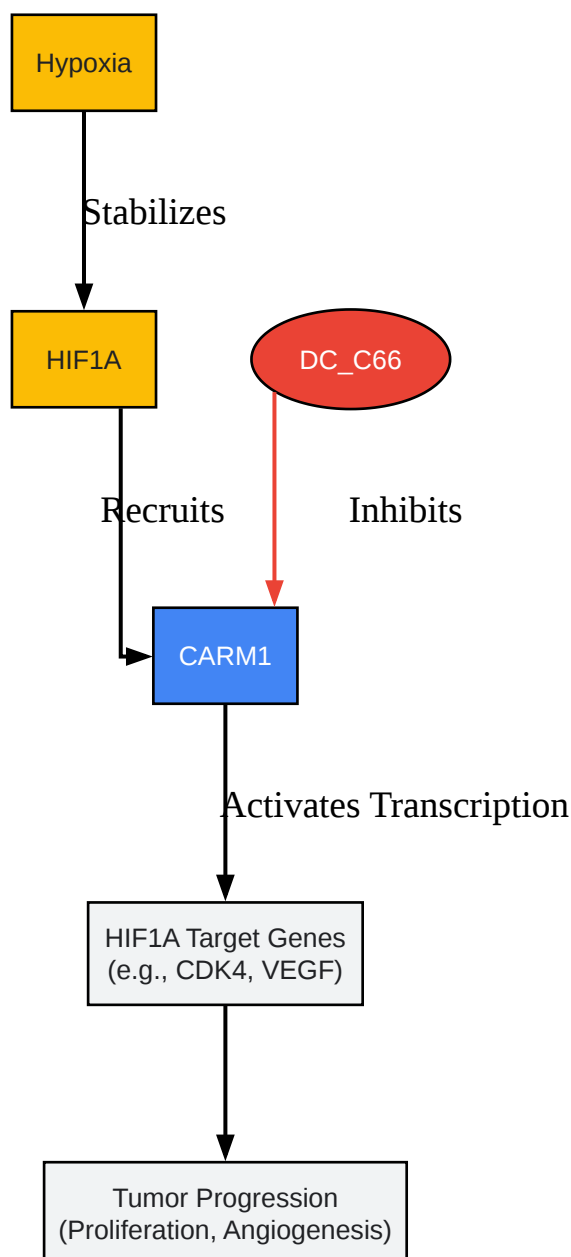 Hypoxia
Stabilizes
HIF1A
DC_C66
Recruits
Inhibits
CARM1
Activates Transcription
HIF1A Target Genes
(e.g., CDK4, VEGF)
Tumor Progression
(Proliferation, Angiogenesis)